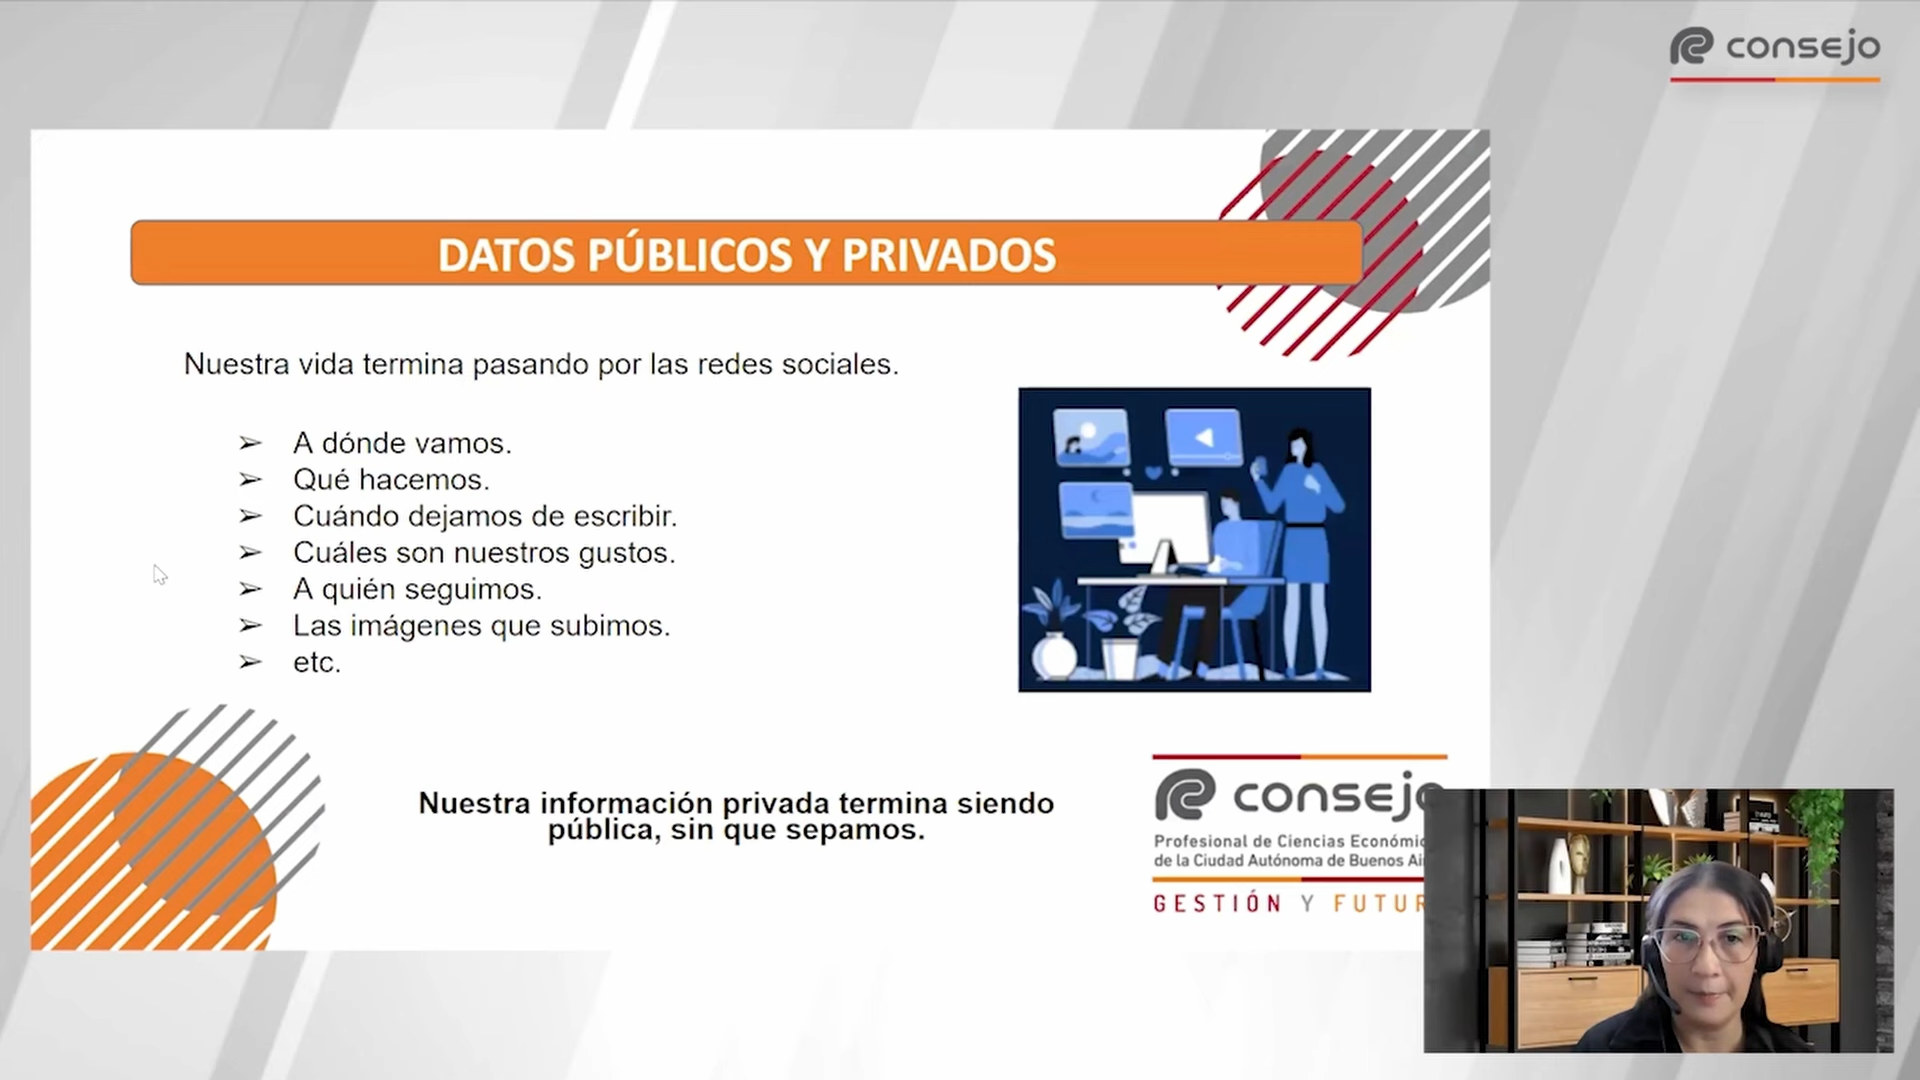 consejo
DATOS PÚBLICOS Y PRIVADOS
Nuestra vida termina pasando por las redes sociales.
➢ A dónde vamos.
➢ Qué hacemos.
➢ Cuándo dejamos de escribir.
➢ Cuáles son nuestros gustos.
➢ A quién seguimos.
➢ Las imágenes que subimos.
➢ etc.
Nuestra información privada termina siendo
pública, sin que sepamos.
consejo
Profesional de Ciencias Económic
de la Ciudad Autónoma de Buenos Air
GESTIÓN Y FUTUR